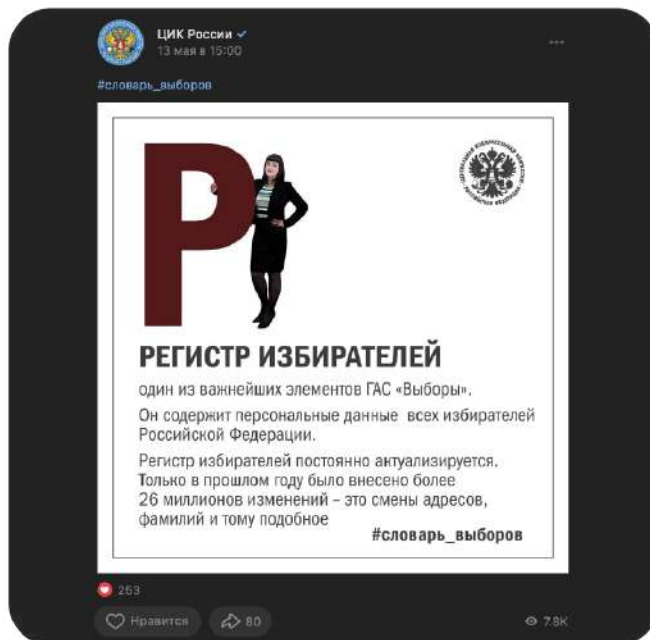 ЦИК России
13 мая в 15:00
#словарь_выборов
Р
РЕГИСТР ИЗБИРАТЕЛЕЙ
один из важнейших элементов ГАС «Выборы».
Он содержит персональные данные всех избирателей
Российской Федерации.
Регистр избирателей постоянно актуализируется.
Только в прошлом году было внесено более
26 миллионов изменений – это смены адресов,
фамилий и тому подобное
#словарь_выборов
253
Нравится
80
7.8K